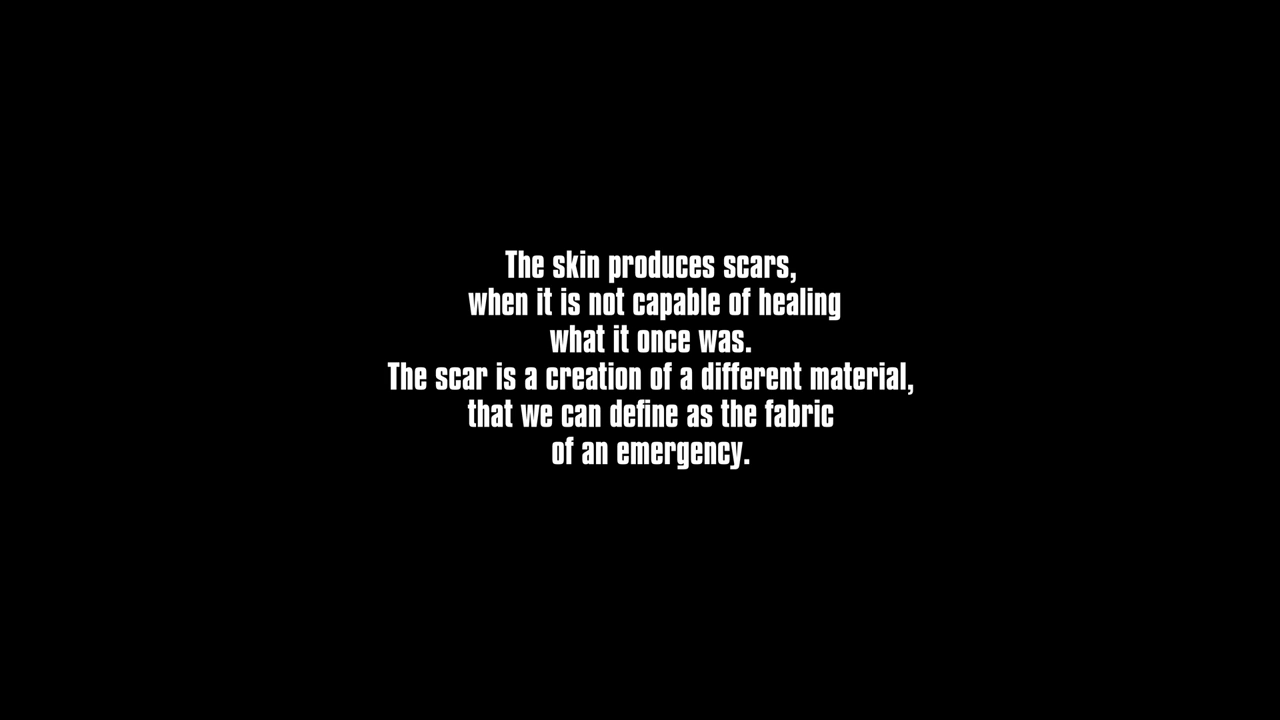 The skin produces scars,
when it is not capable of healing
what it once was.
The scar is a creation of a different material,
that we can define as the fabric
of an emergency.